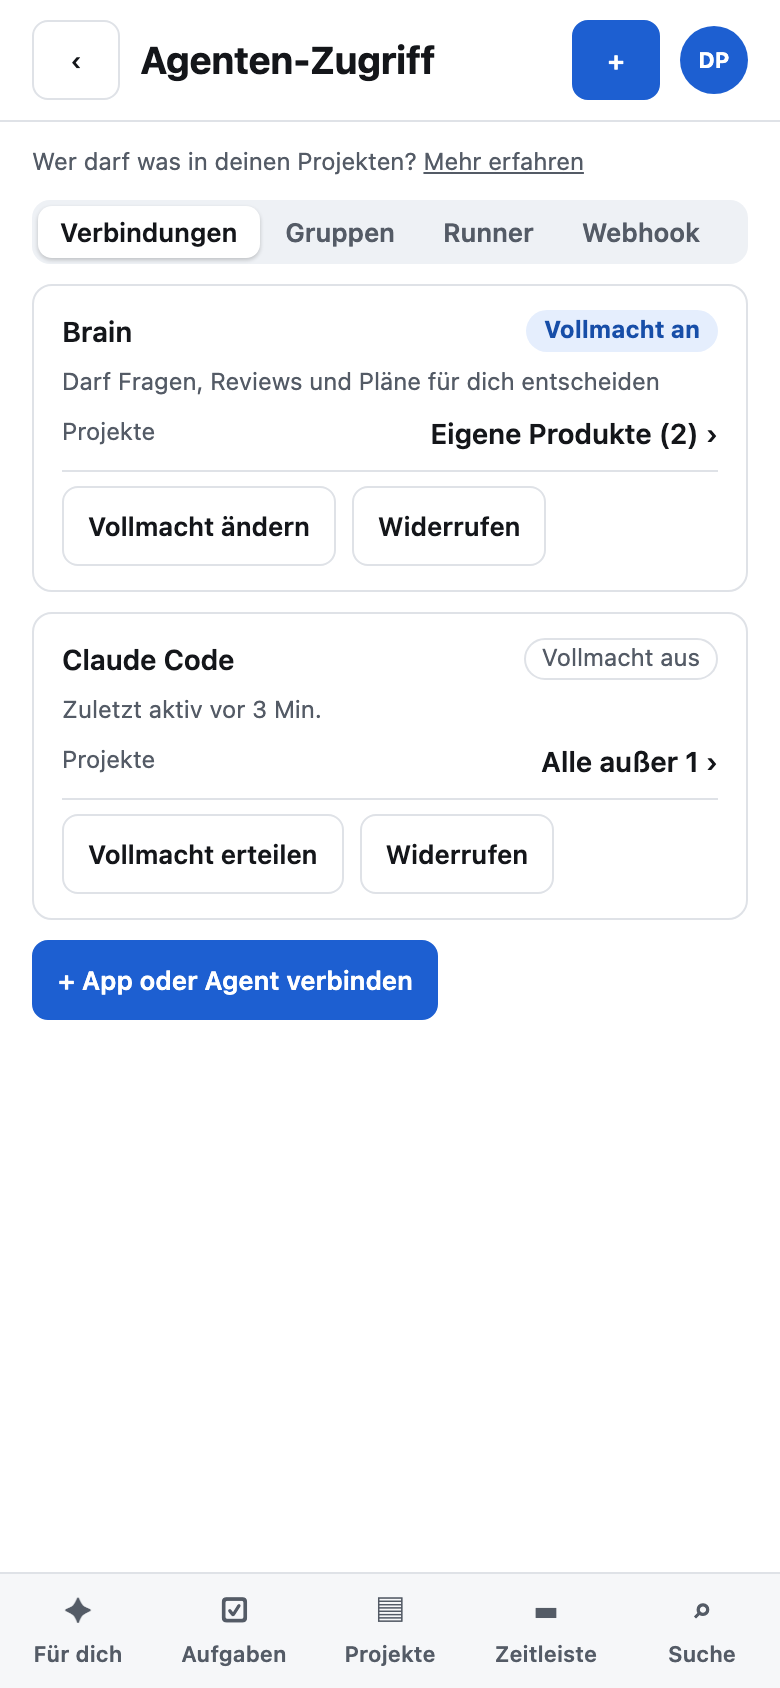 ‹ Agenten-Zugriff + DP
Wer darf was in deinen Projekten? Mehr erfahren
Verbindungen Gruppen Runner Webhook
Brain Vollmacht an
Darf Fragen, Reviews und Pläne für dich entscheiden
Projekte Eigene Produkte (2) ›
Vollmacht ändern Widerrufen
Claude Code Vollmacht aus
Zuletzt aktiv vor 3 Min.
Projekte Alle außer 1 ›
Vollmacht erteilen Widerrufen
+ App oder Agent verbinden
Für dich Aufgaben Projekte Zeitleiste Suche